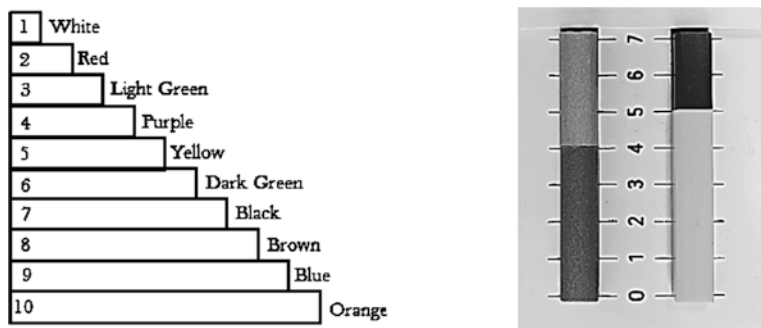 1 White
2 Red
3 Light Green
4 Purple
5 Yellow
6 Dark Green
7 Black
8 Brown
9 Blue
10 Orange
7
6
5
4
3
2
1
0